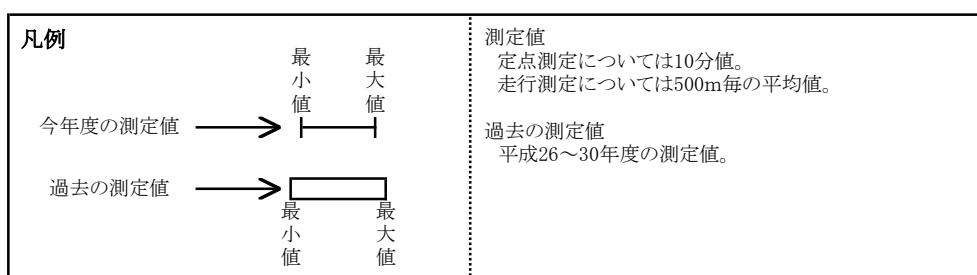 凡例
最小値
最大値
今年度の測定値
過去の測定値
最小値
最大値
測定値
定点測定については10分値。
走行測定については500m毎の平均値。
過去の測定値
平成26～30年度の測定値。